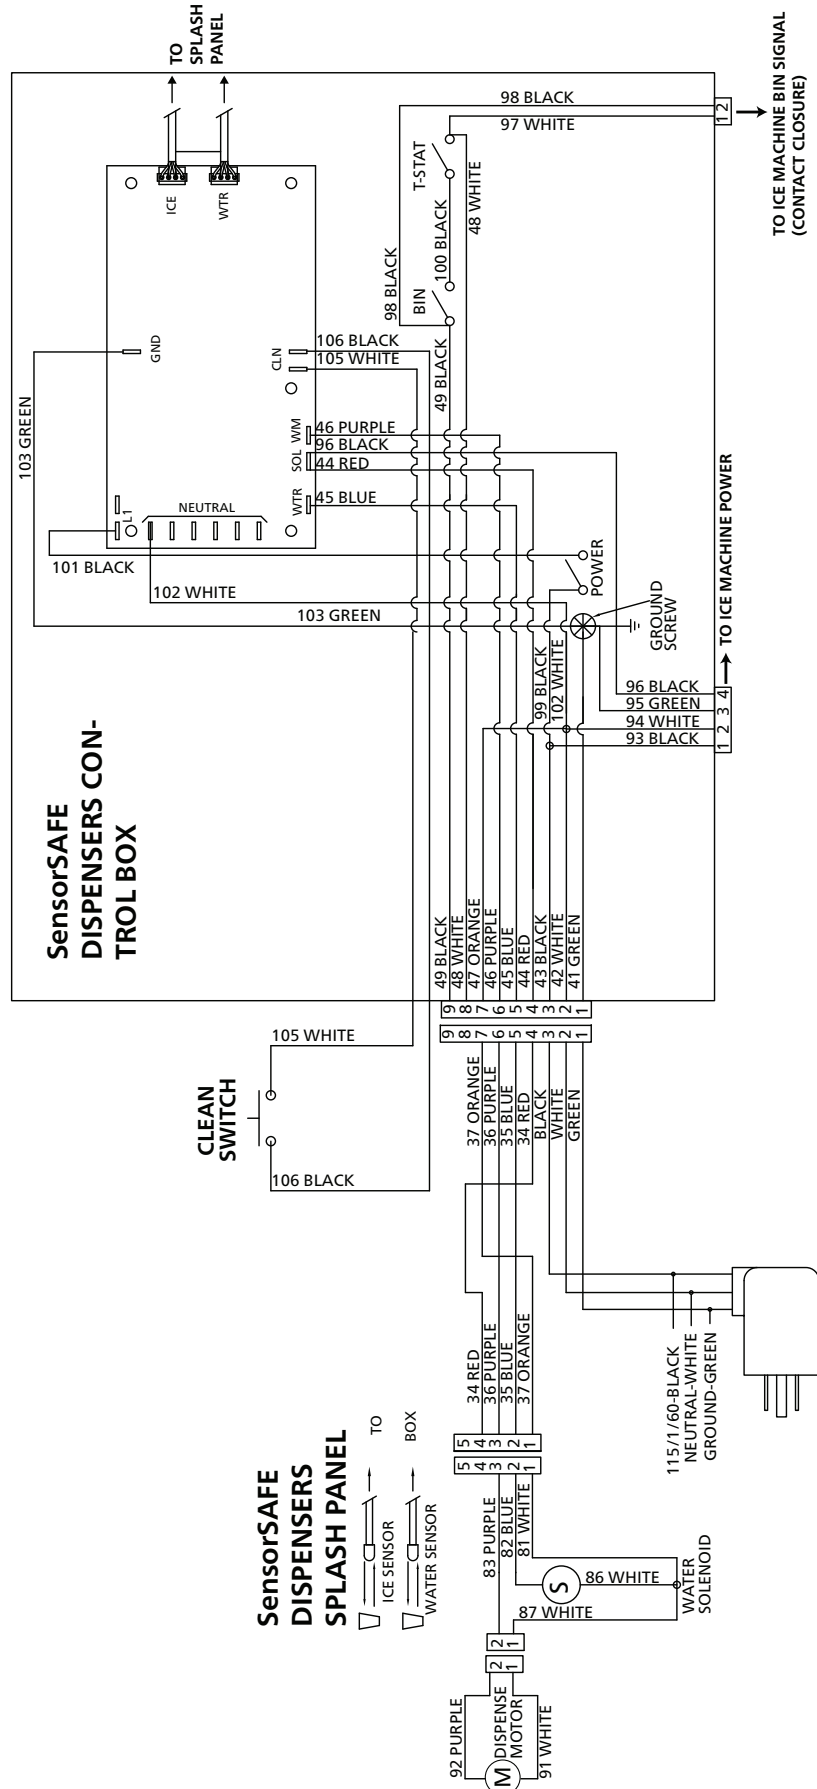 TO
SPLASH
PANEL
ICE
WTR
GND
CLN
106 BLACK
105 WHITE
103 GREEN
46 PURPLE
96 BLACK
44 RED
WM
SOL
WTR
45 BLUE
L1
NEUTRAL
101 BLACK
102 WHITE
103 GREEN
98 BLACK
97 WHITE
1 2
TO ICE MACHINE BIN SIGNAL
(CONTACT CLOSURE)
T-STAT
48 WHITE
100 BLACK
98 BLACK
BIN
49 BLACK
POWER
GROUND
SCREW
TO ICE MACHINE POWER
99 BLACK
102 WHITE
96 BLACK
95 GREEN
94 WHITE
93 BLACK
1 2 3 4
SensorSAFE
DISPENSERS CON-
TROL BOX
49 BLACK
48 WHITE
47 ORANGE
46 PURPLE
45 BLUE
44 RED
43 BLACK
42 WHITE
41 GREEN
9 8 7 6 5 4 3 2 1
9 8 7 6 5 4 3 2 1
105 WHITE
CLEAN
SWITCH
106 BLACK
37 ORANGE
36 PURPLE
35 BLUE
34 RED
BLACK
WHITE
GREEN
34 RED
36 PURPLE
35 BLUE
37 ORANGE
115/1/60-BLACK
NEUTRAL-WHITE
GROUND-GREEN
5 4 3 2 1
5 4 3 2 1
SensorSAFE
DISPENSERS
SPLASH PANEL
TO
BOX
ICE SENSOR
WATER SENSOR
83 PURPLE
82 BLUE
81 WHITE
S
86 WHITE
87 WHITE
WATER
SOLENOID
2 1
2 1
92 PURPLE
M
DISPENSE
MOTOR
91 WHITE